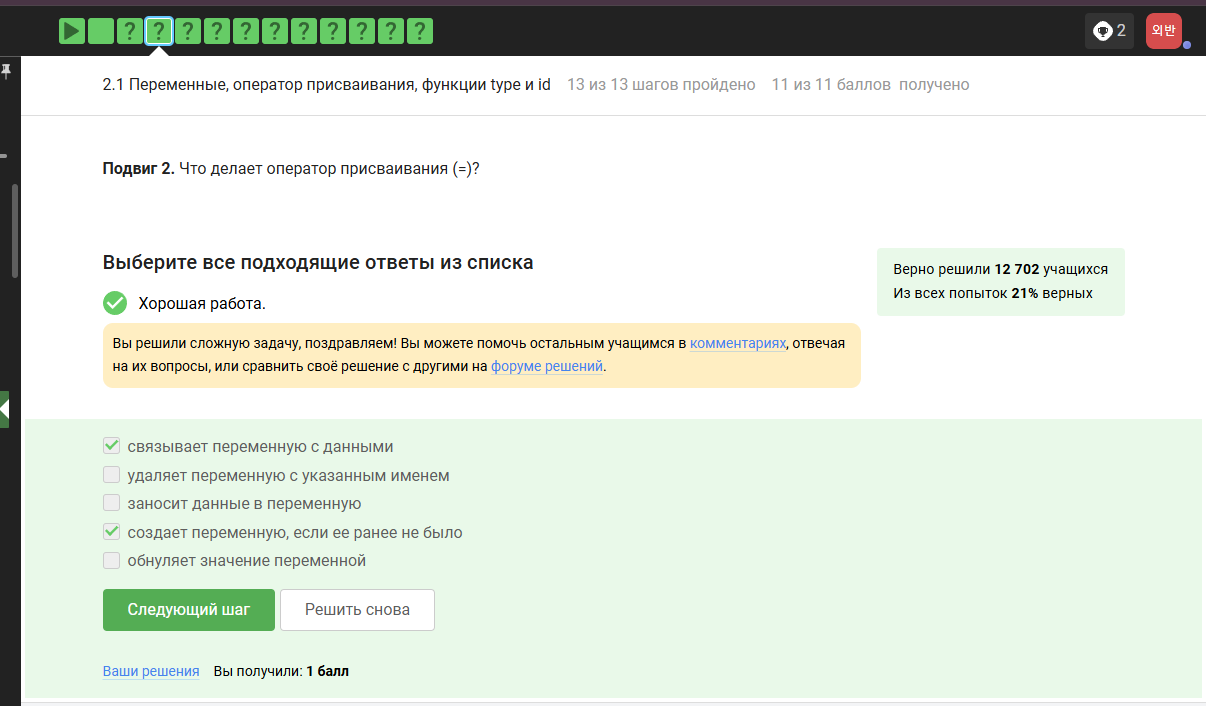 ? ? ? ? ? ? ? ? ? ? ?
2
외반
2.1 Переменные, оператор присваивания, функции type и id 13 из 13 шагов пройдено 11 из 11 баллов получено
Подвиг 2. Что делает оператор присваивания (=)?
Выберите все подходящие ответы из списка
Верно решили 12 702 учащихся
Из всех попыток 21% верных
Хорошая работа.
Вы решили сложную задачу, поздравляем! Вы можете помочь остальным учащимся в комментариях, отвечая
на их вопросы, или сравнить своё решение с другими на форуме решений.
связывает переменную с данными
удаляет переменную с указанным именем
заносит данные в переменную
создает переменную, если ее ранее не было
обнуляет значение переменной
Следующий шаг
Решить снова
Ваши решения Вы получили: 1 балл